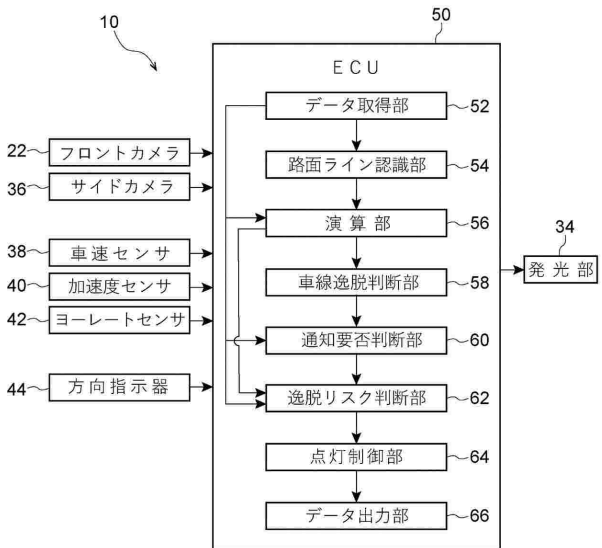 10
50
ECU
データ取得部 52
22 フロントカメラ
路面ライン認識部 54
36 サイドカメラ
演算部 56
34
発光部
38 車速センサ
車線逸脱判断部 58
40 加速度センサ
42 ヨーレートセンサ
通知要否判断部 60
44 方向指示器
逸脱リスク判断部 62
点灯制御部 64
データ出力部 66